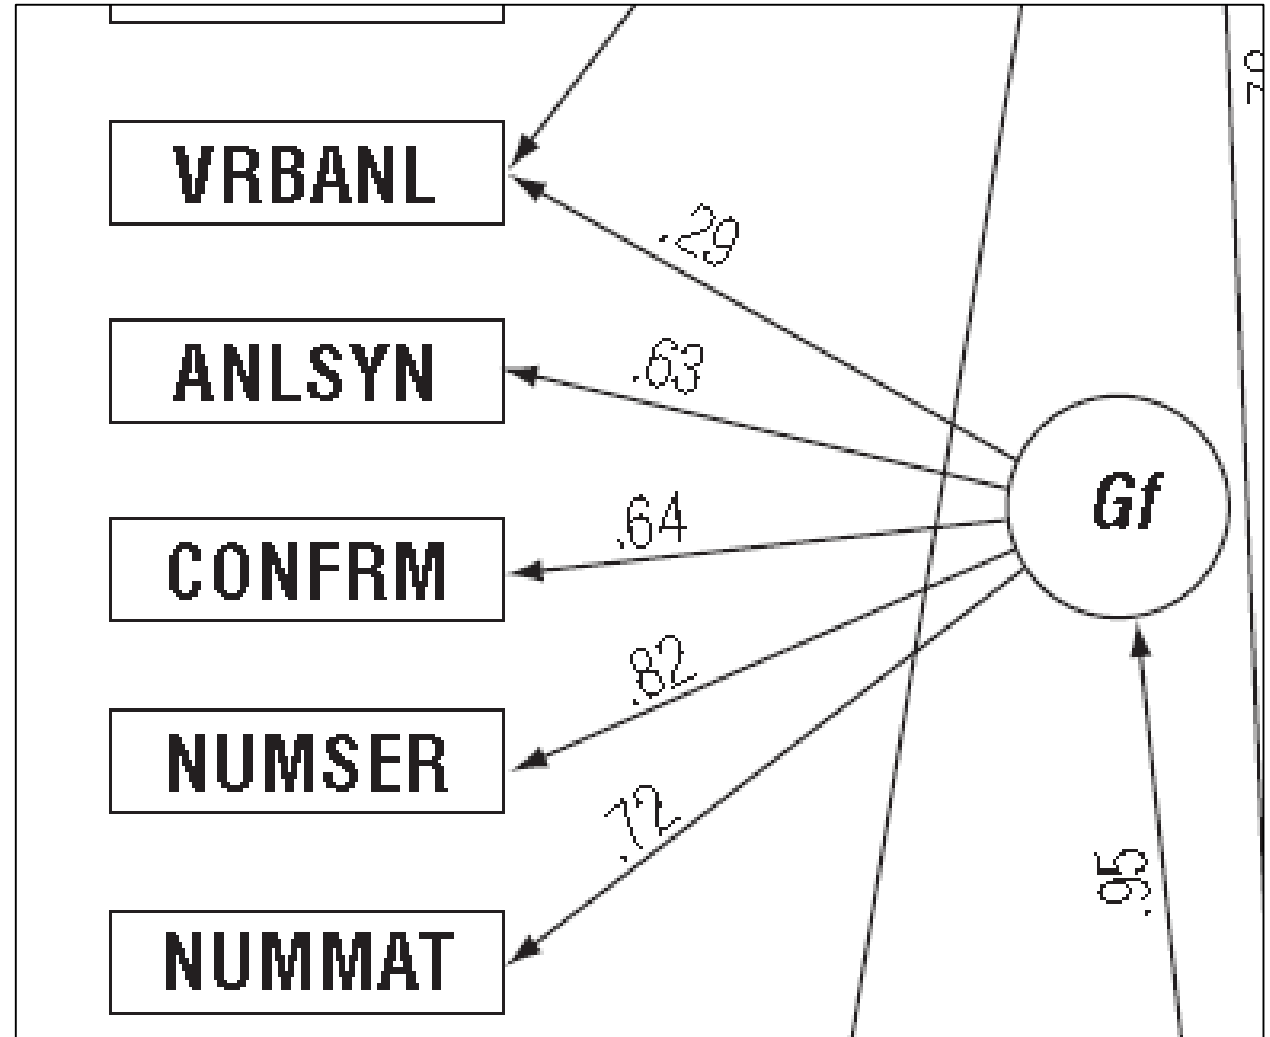 VRBANL
.29
ANLSYN
.63
Gf
CONFRM
.64
NUMSER
.82
.72
.95
NUMMAT